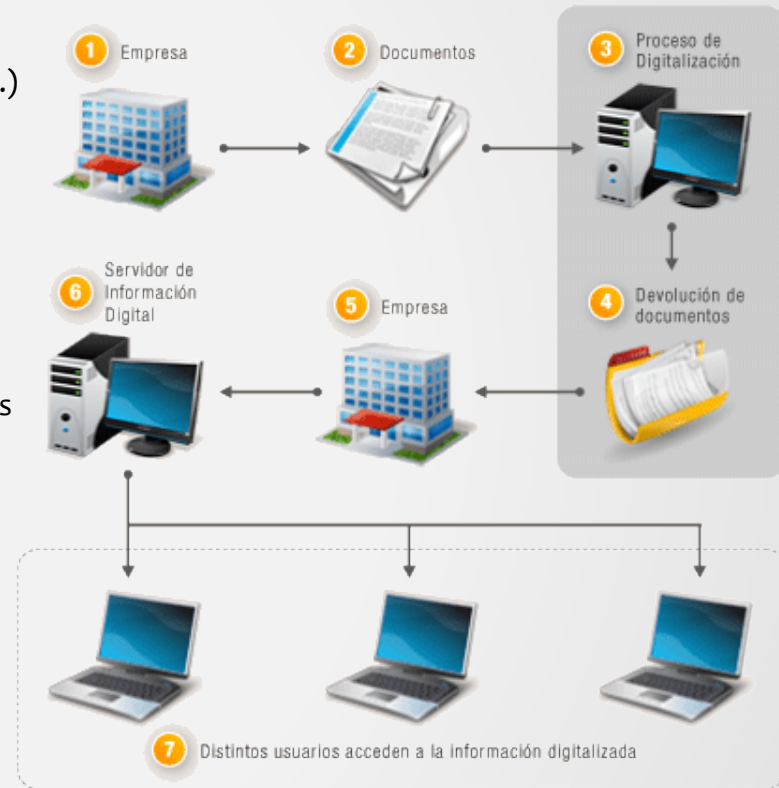 1 Empresa
2 Documentos
3 Proceso de
Digitalización
.)
6 Servidor de
Información
Digital
5 Empresa
4 Devolución de
documentos
s
7 Distintos usuarios acceden a la información digitalizada